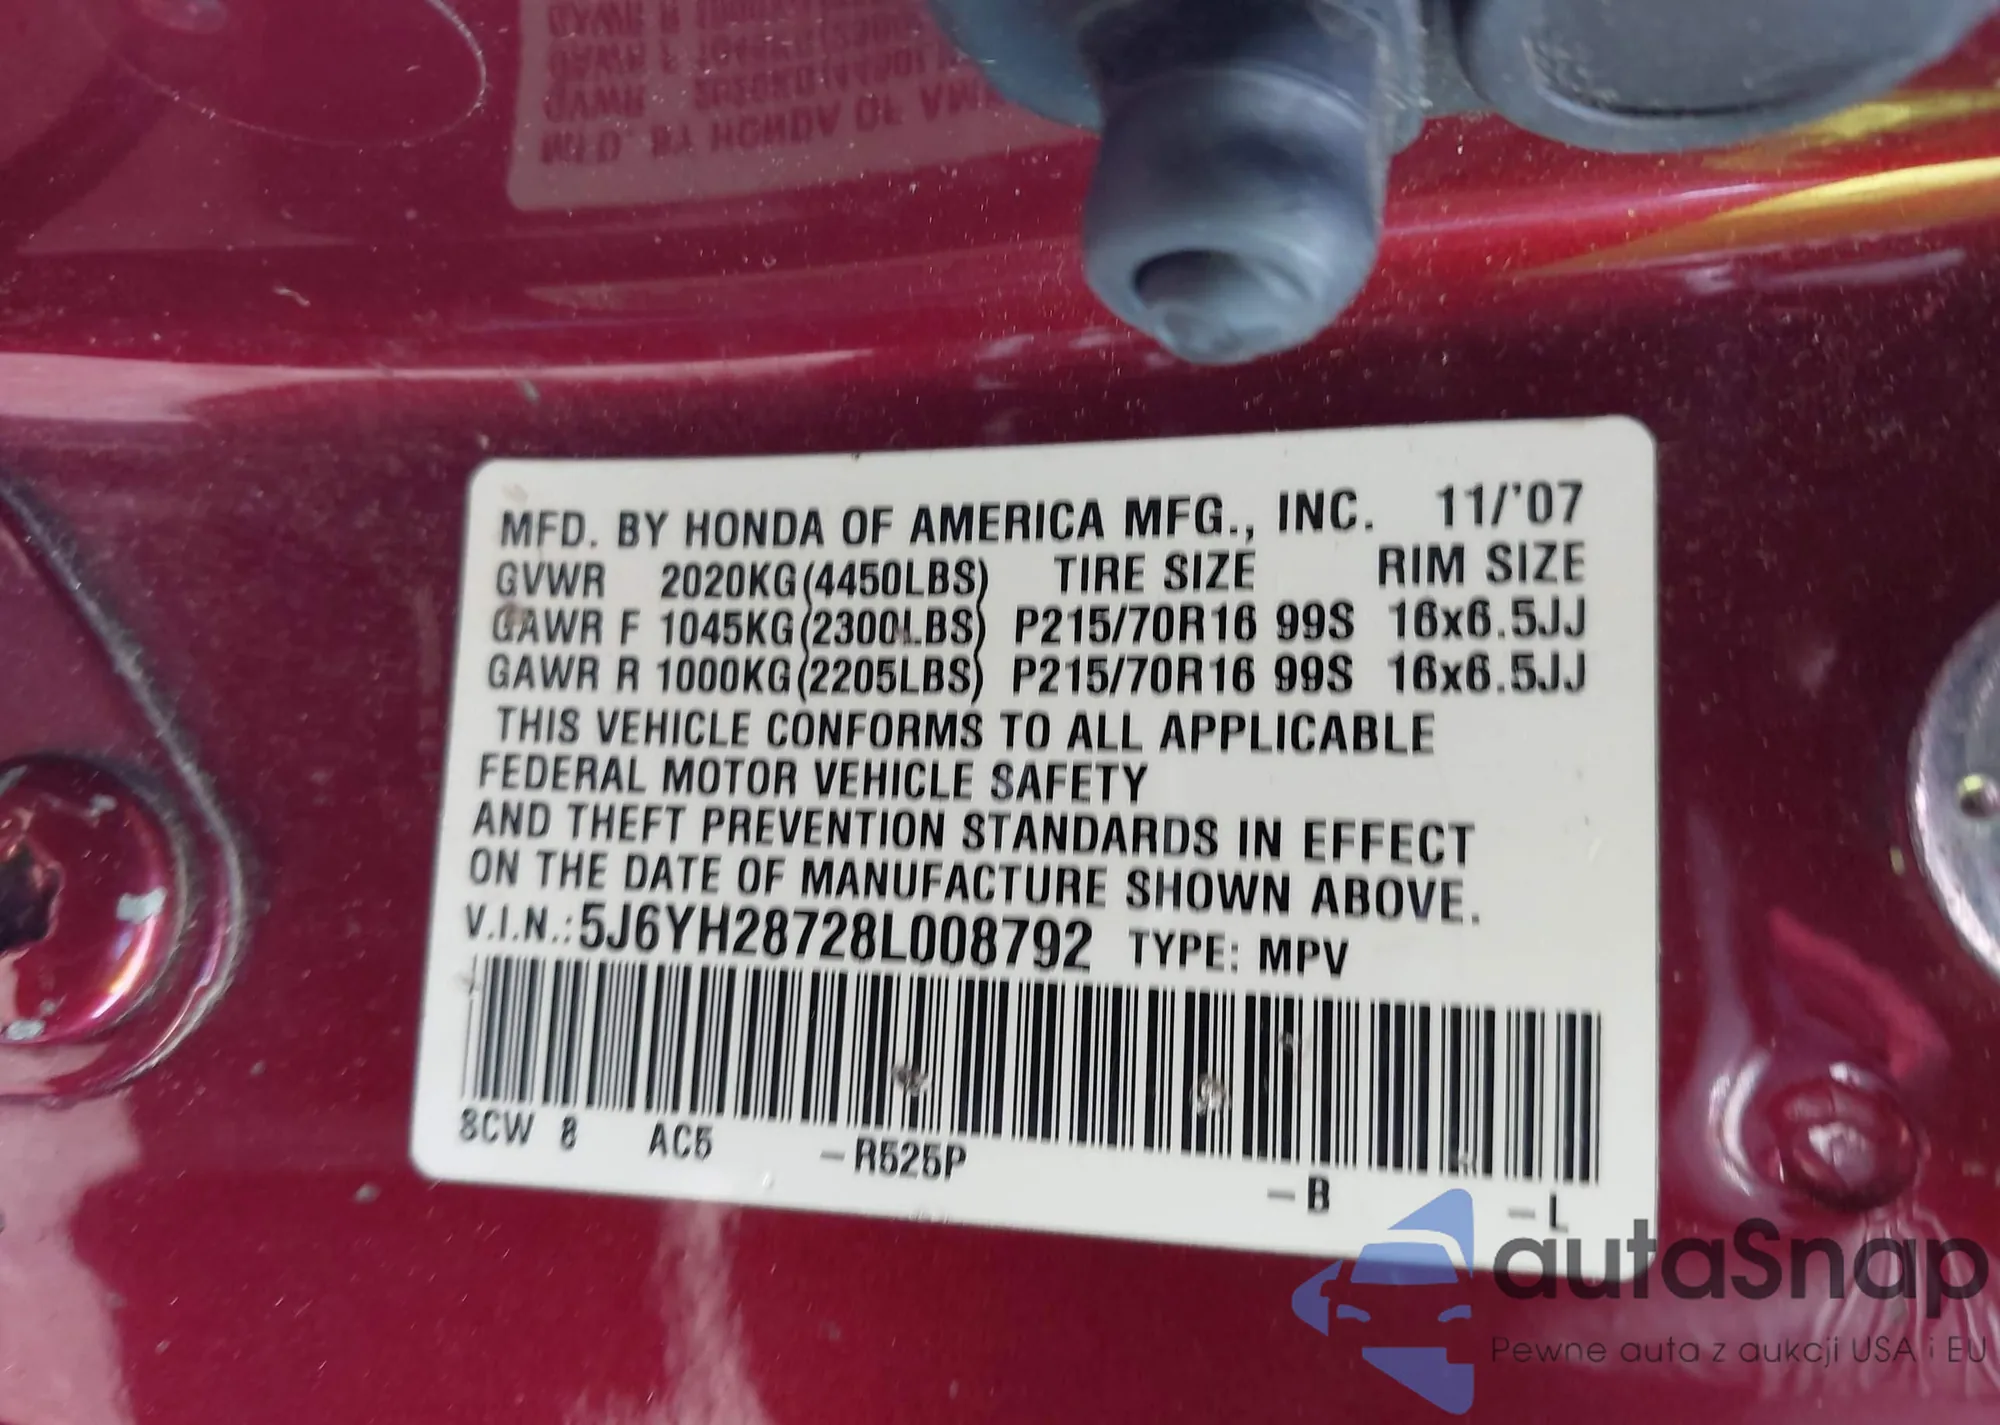 MFD. BY HONDA OF AMERICA MFG., INC. 11/'07
GVWR 2020KG(4450LBS) TIRE SIZE RIM SIZE
GAWR F 1045KG(2300LBS) P215/70R16 99S 16x6.5JJ
GAWR R 1000KG(2205LBS) P215/70R16 99S 16x6.5JJ
THIS VEHICLE CONFORMS TO ALL APPLICABLE
FEDERAL MOTOR VEHICLE SAFETY
AND THEFT PREVENTION STANDARDS IN EFFECT
ON THE DATE OF MANUFACTURE SHOWN ABOVE.
V.I.N.: 5J6YH28728L008792 TYPE: MPV
8CW 8 AC5 –R525P –B –L
autaSnap
Pewne auta z aukcji USA i EU